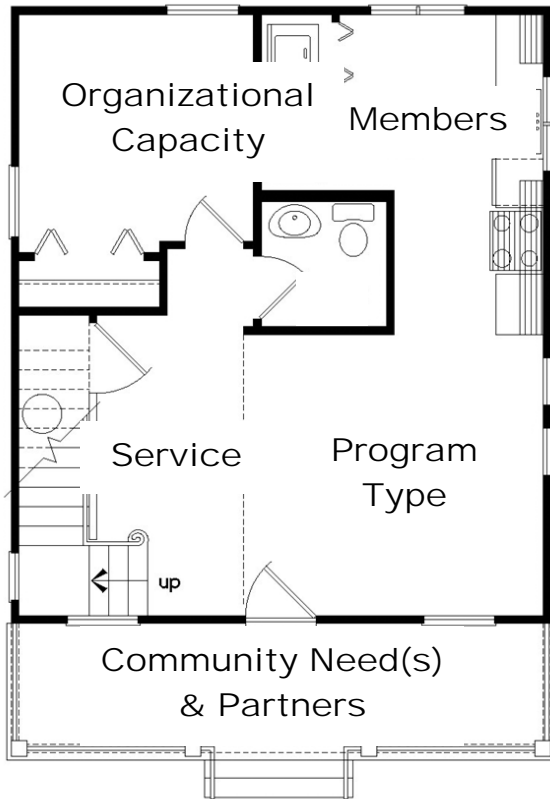 Organizational
Capacity
Members
Service
Program
Type
up
Community Need(s)
& Partners